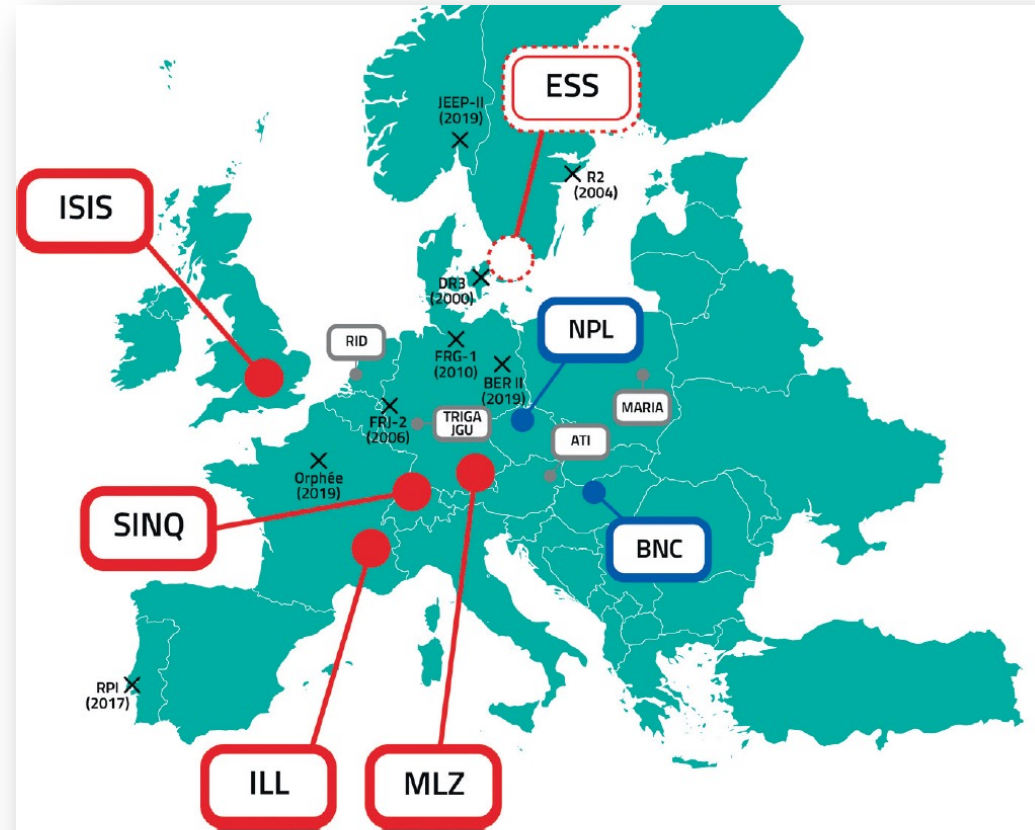 ESS
JEEP-II
(2019)
R2
(2004)
ISIS
DR3
(2000)
NPL
RID
FRG-1
(2010)
BER II
(2019)
MARIA
FRJ-2
(2006)
TRIGA
JGU
ATI
Orphée
(2019)
SINQ
BNC
RPI
(2017)
ILL
MLZ